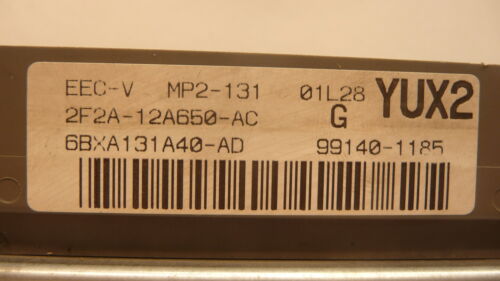 EEC-V MP2-131 01L28 YUX2
2F2A-12A650-AC G
6BXA131A40-AD 99140-1185